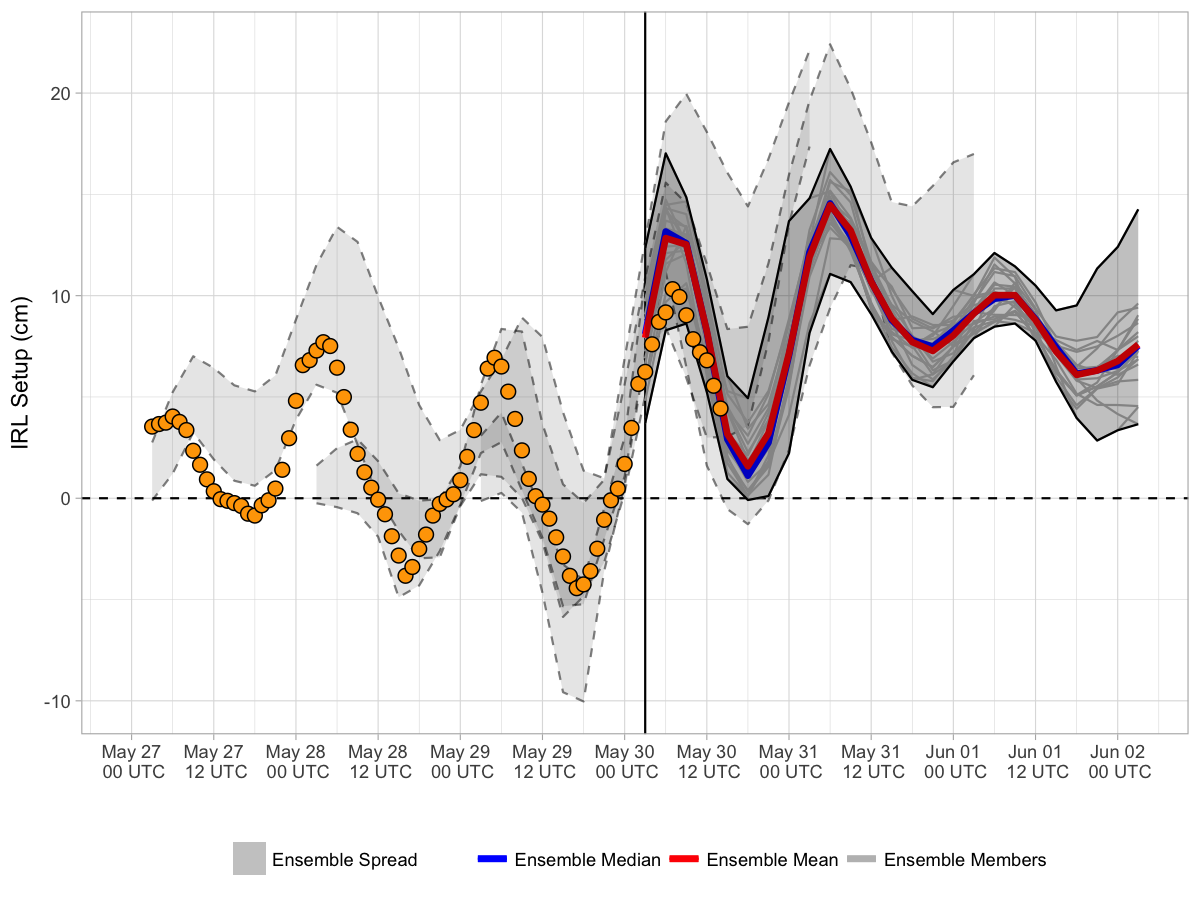 IRL Setup (cm)
20
10
0
-10
May 27 May 27 May 28 May 28 May 29 May 29 May 30 May 30 May 31 May 31 Jun 01 Jun 01 Jun 02
00 UTC 12 UTC 00 UTC 12 UTC 00 UTC 12 UTC 00 UTC 12 UTC 00 UTC 12 UTC 00 UTC 12 UTC 00 UTC
Ensemble Spread Ensemble Median Ensemble Mean Ensemble Members